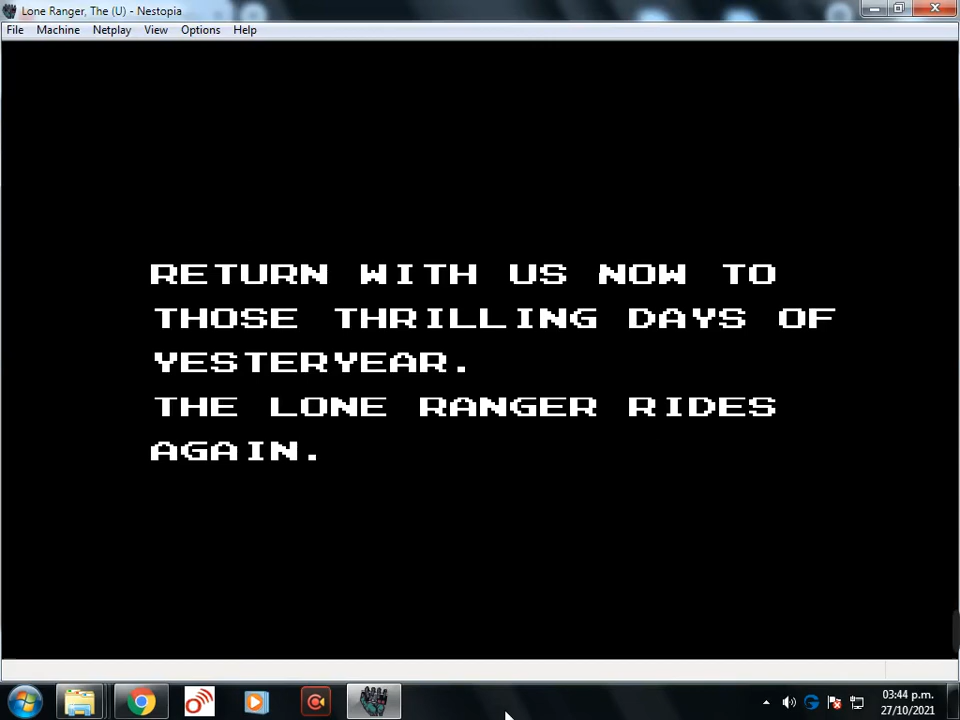 Lone Ranger, The (U) - Nestopia
File Machine Netplay View Options Help
RETURN WITH US NOW TO
THOSE THRILLING DAYS OF
YESTERYEAR.
THE LONE RANGER RIDES
AGAIN.
03:44 p.m.
27/10/2021